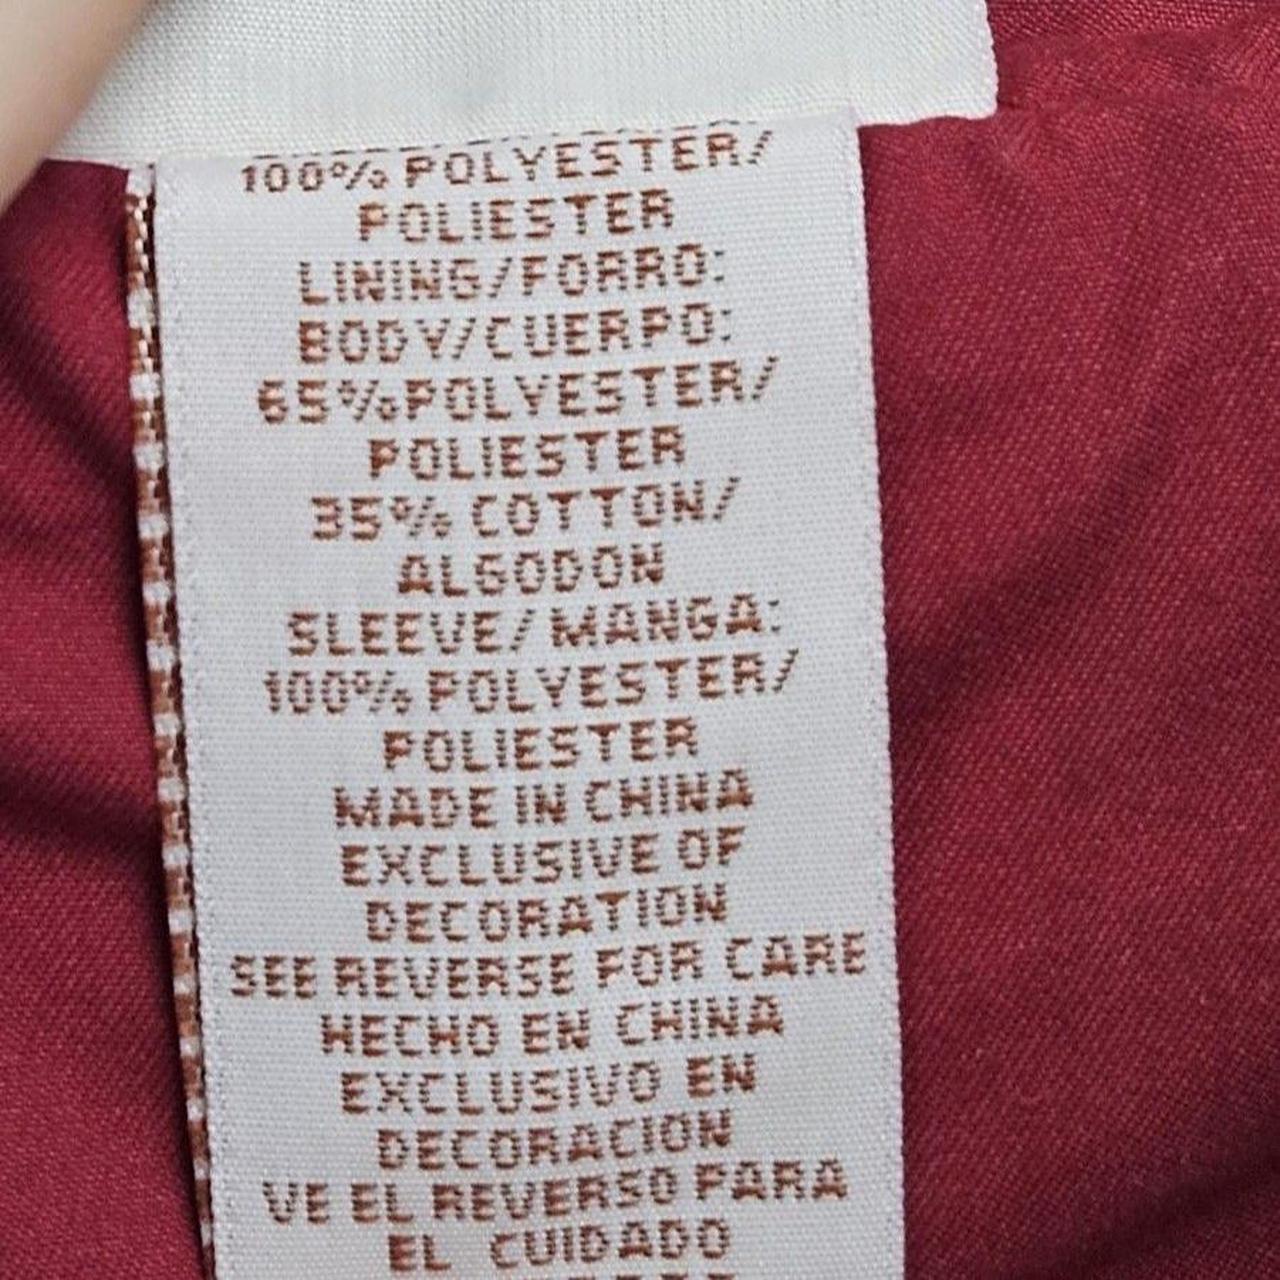 100% POLYESTER/
POLIESTER
LINING/FORRO:
BODY/CUERPO:
65%POLYESTER/
POLIESTER
35% COTTON/
ALGODON
SLEEVE/MANGA:
100% POLYESTER/
POLIESTER
MADE IN CHINA
EXCLUSIVE OF
DECORATION
SEE REVERSE FOR CARE
HECHO EN CHINA
EXCLUSIVO EN
DECORACION
VE EL REVERSO PARA
EL CUIDADO